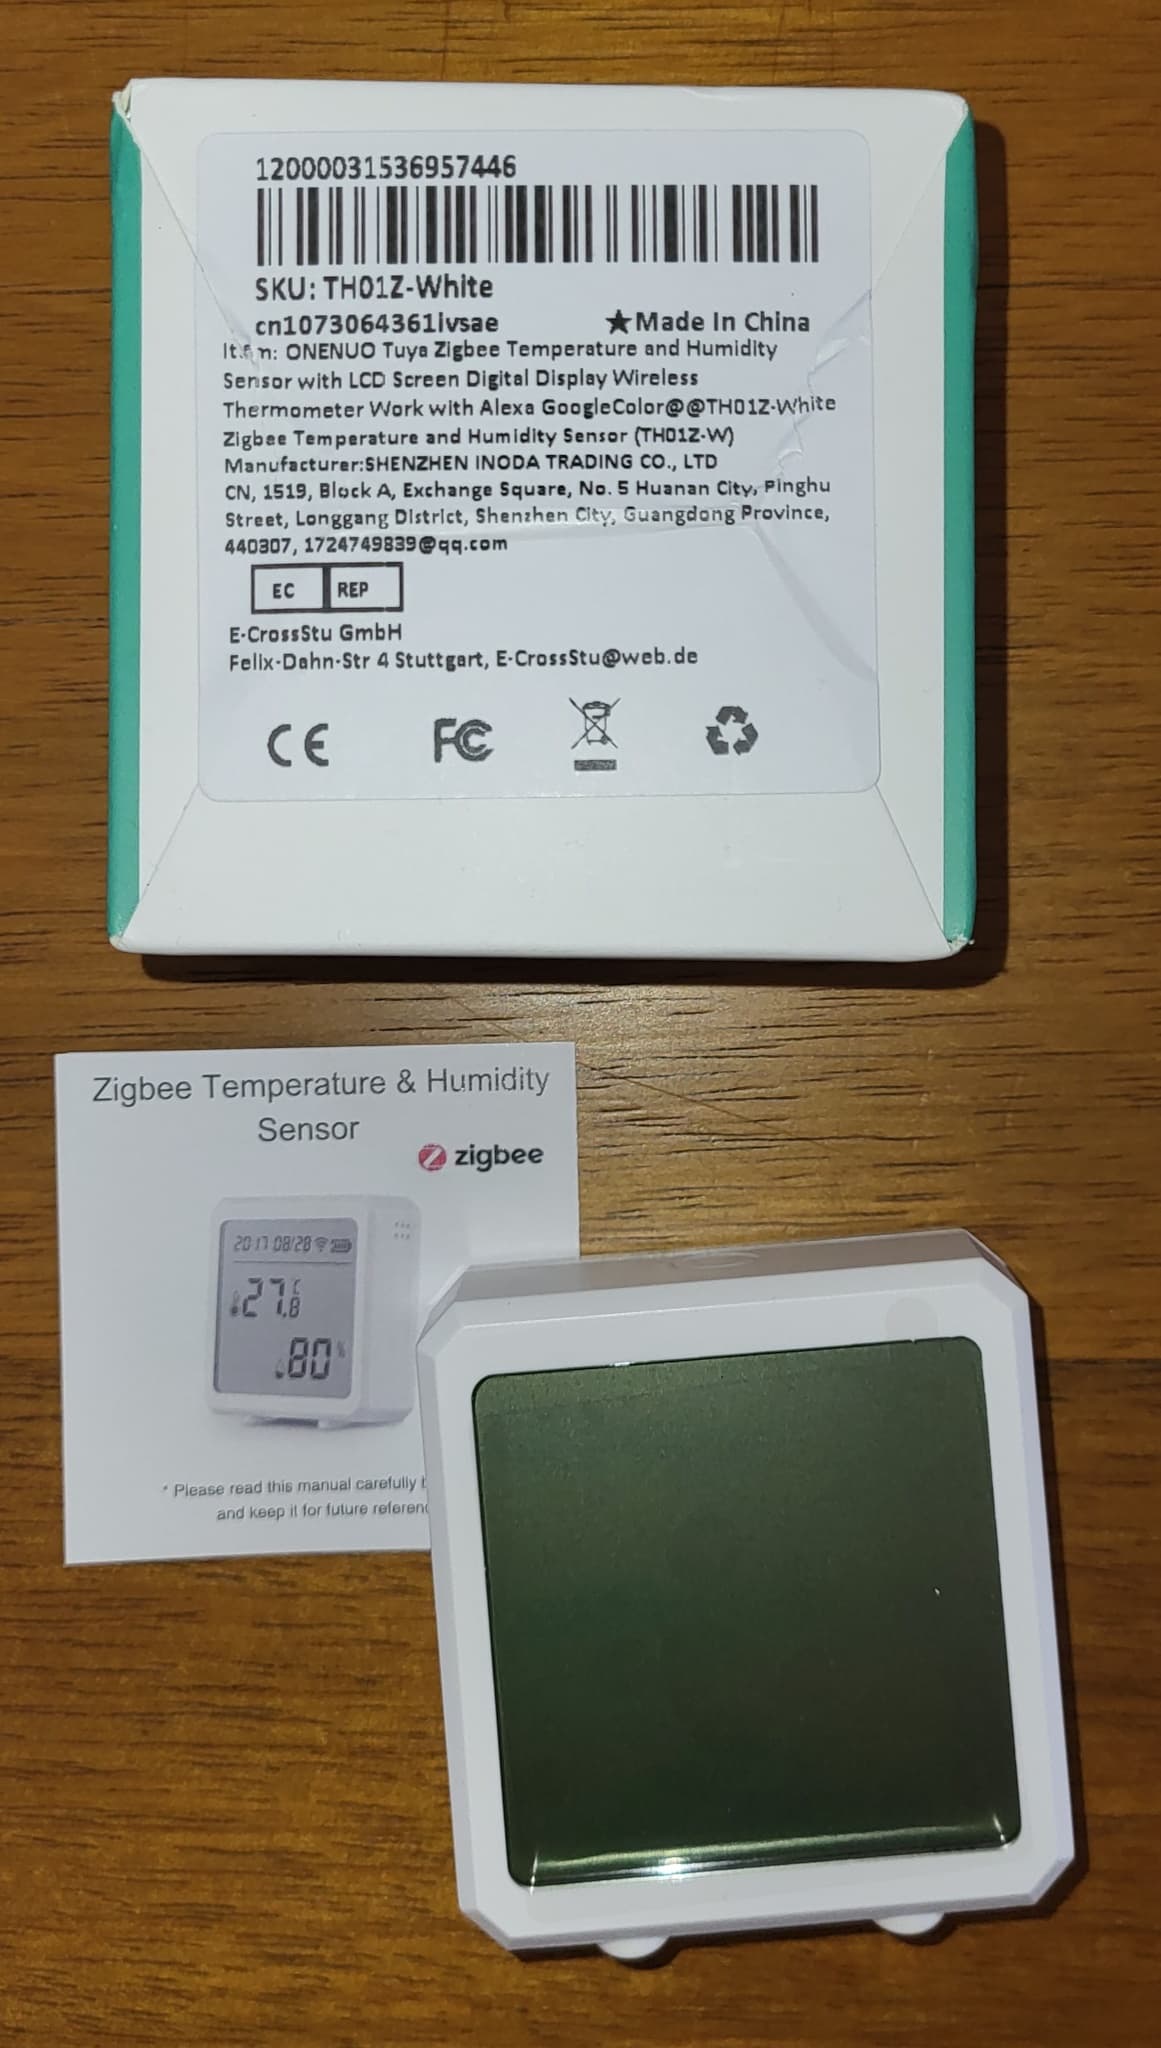 12000031536957446
SKU: TH01Z-White
cn1073064361ivsae ★Made In China
Item: ONENUO Tuya Zigbee Temperature and Humidity
Sensor with LCD Screen Digital Display Wireless
Thermometer Work with Alexa GoogleColor@@TH01Z-White
Zigbee Temperature and Humidity Sensor (TH01Z-W)
Manufacturer:SHENZHEN INODA TRADING CO., LTD
CN, 1519, Block A, Exchange Square, No. 5 Huanan City, Pinghu
Street, Longgang District, Shenzhen City, Guangdong Province,
440307, 1724749839@qq.com
EC REP
E-CrossStu GmbH
Felix-Dahn-Str 4 Stuttgart, E-CrossStu@web.de
CE FC
Zigbee Temperature & Humidity
Sensor
zigbee
2017 08/28
27.8 C
80 %
* Please read this manual carefully
and keep it for future